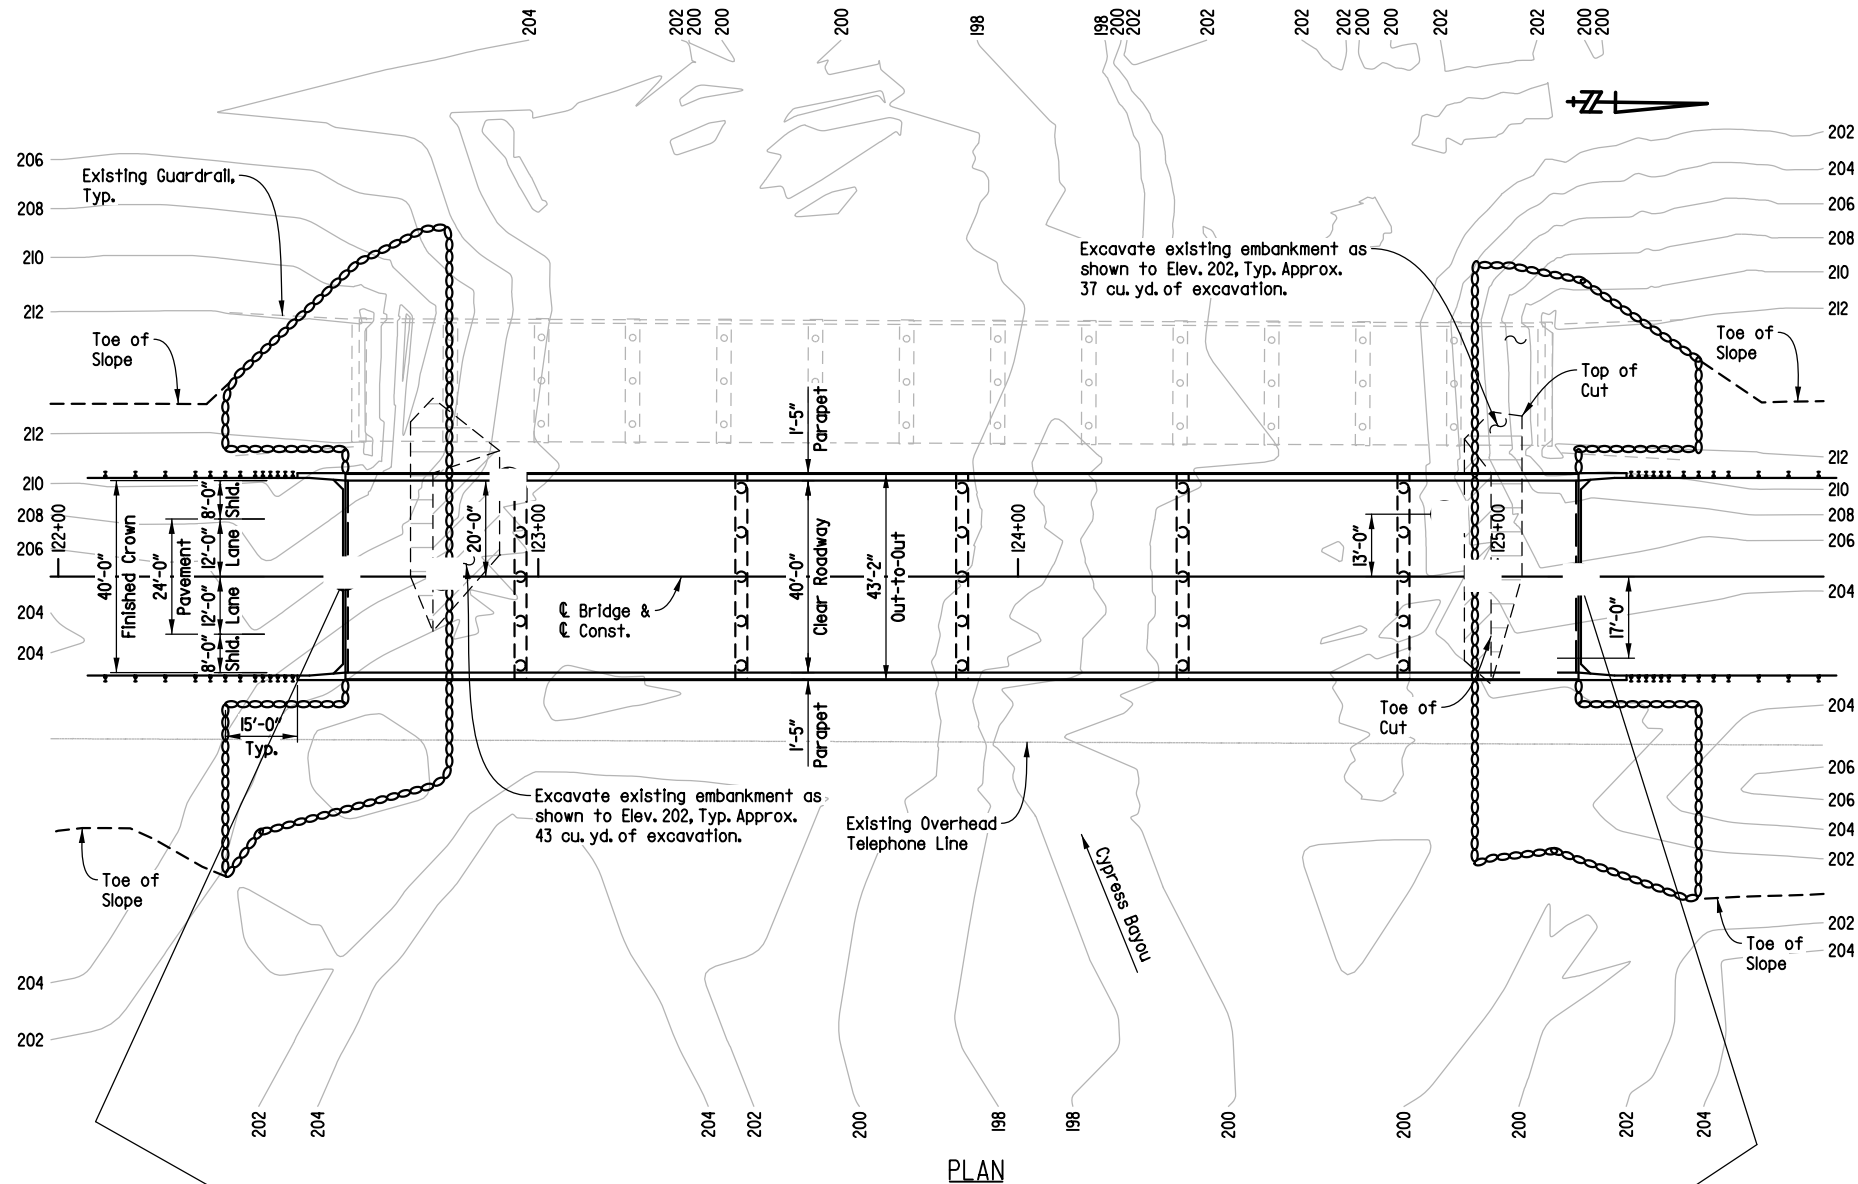 204
202
200
200
200
198
198
200
202
202
202
202
200
200
202
202
200
200
206
Existing Guardrail,
Typ.
208
210
212
Toe of
Slope
212
210
208
206
204
204
N
202
204
206
208
210
212
Excavate existing embankment as
shown to Elev. 202, Typ. Approx.
37 cu. yd. of excavation.
Toe of
Slope
Top of
Cut
212
210
208
206
204
1'-5"
Parapet
122+00
40'-0"
Finished Crown
24'-0"
Pavement
8'-0"
Shld.
12'-0"
Lane
12'-0"
Lane
8'-0"
Shld.
20'-0"
123+00
℄ Bridge &
℄ Const.
40'-0"
Clear Roadway
43'-2"
Out-to-Out
124+00
13'-0"
125+00
17'-0"
15'-0"
Typ.
1'-5"
Parapet
Toe of
Cut
204
206
206
204
202
Excavate existing embankment as
shown to Elev. 202, Typ. Approx.
43 cu. yd. of excavation.
Existing Overhead
Telephone Line
Cypress Bayou
Toe of
Slope
Toe of
Slope
202
204
204
202
202
204
204
202
200
198
198
200
200
200
202
204
PLAN